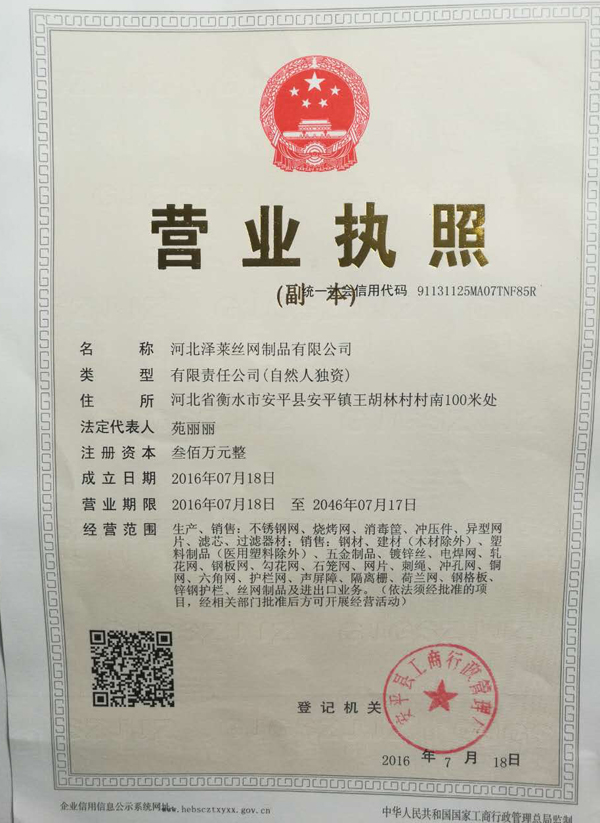 营业执照
(副 本)
统一社会信用代码 91131125MA07TNF85R
名 称 河北泽莱丝网制品有限公司
类 型 有限责任公司(自然人独资)
住 所 河北省衡水市安平县安平镇王胡林村村南100米处
法定代表人 苑丽丽
注册资本 叁佰万元整
成立日期 2016年07月18日
营业期限 2016年07月18日 至 2046年07月17日
经营范围 生产、销售:不锈钢网、烧烤网、消毒筐、冲压件、异型网
片、滤芯、过滤器材;销售:钢材、建材(木材除外)、塑
料制品(医用塑料除外)、五金制品、镀锌丝、电焊网、轧
花网、钢板网、勾花网、石笼网、网片、刺绳、冲孔网、铜
网、六角网、护栏网、声屏障、隔离栅、荷兰网、钢格板、
锌钢护栏、丝网制品及进出口业务。(依法须经批准的项
目,经相关部门批准后方可开展经营活动)
安平县工商行政管理局
登记机关
2016 年 7 月 18日
企业信用信息公示系统网址:www.hebscztxyxx.gov.cn
中华人民共和国国家工商行政管理总局监制